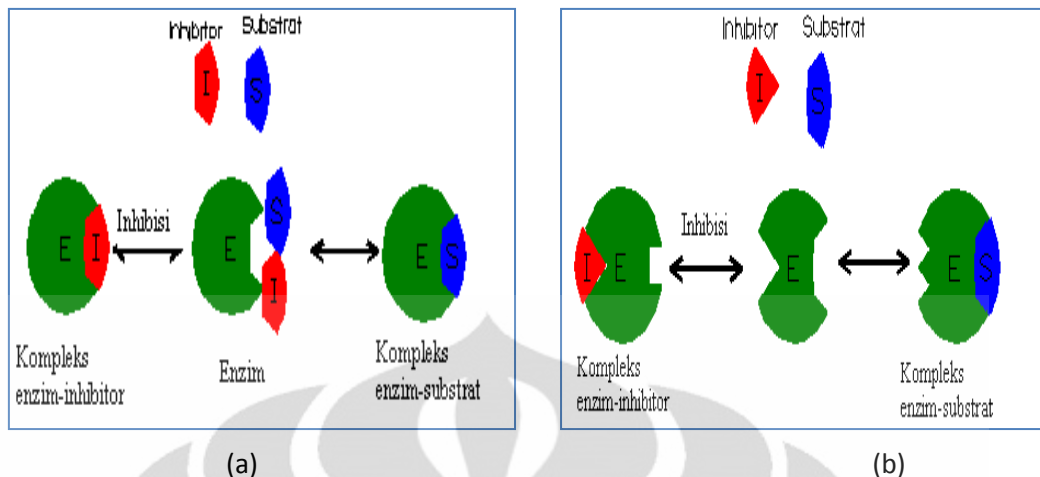 Inhibitor Substrat
I S
S
E I Inhibisi E E S
I
Kompleks
enzim-inhibitor
Enzim
Kompleks
enzim-substrat
(a)
Inhibitor Substrat
I S
I E Inhibisi E E S
Kompleks
enzim-inhibitor
Kompleks
enzim-substrat
(b)